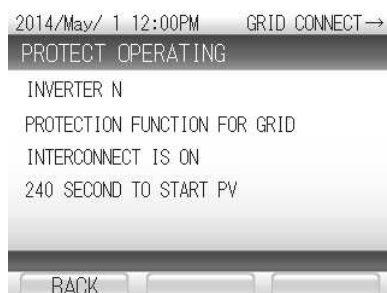 2014/May/ 1 12:00PM GRID CONNECT→
PROTECT OPERATING
INVERTER N
PROTECTION FUNCTION FOR GRID
INTERCONNECT IS ON
240 SECOND TO START PV
BACK